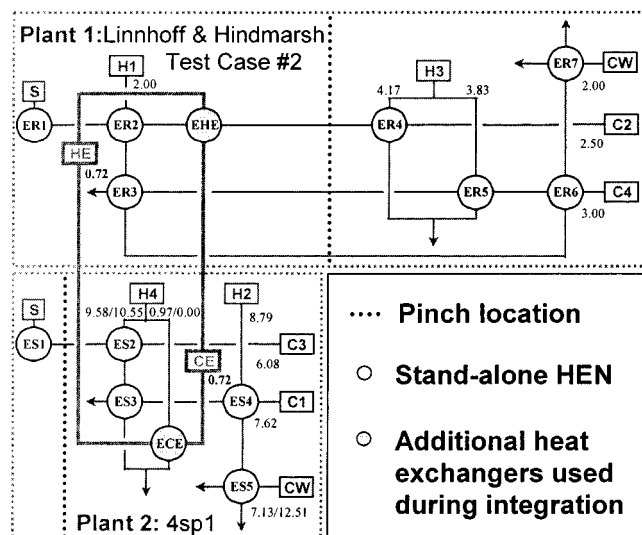 Plant 1:Linnhoff & Hindmarsh
Test Case #2
S
H1
2.00
H3
4.17
3.83
ER7
CW
2.00
ER1
ER2
EHE
ER4
C2
2.50
HE
0.72
ER3
ER5
ER6
C4
3.00
S
H4
H2
9.58/10.55
0.97/0.00
8.79
ES1
ES2
C3
CE
6.08
0.72
ES3
ES4
C1
7.62
ECE
ES5
CW
7.13/12.51
Plant 2: 4sp1
Pinch location
Stand-alone HEN
Additional heat
exchangers used
during integration